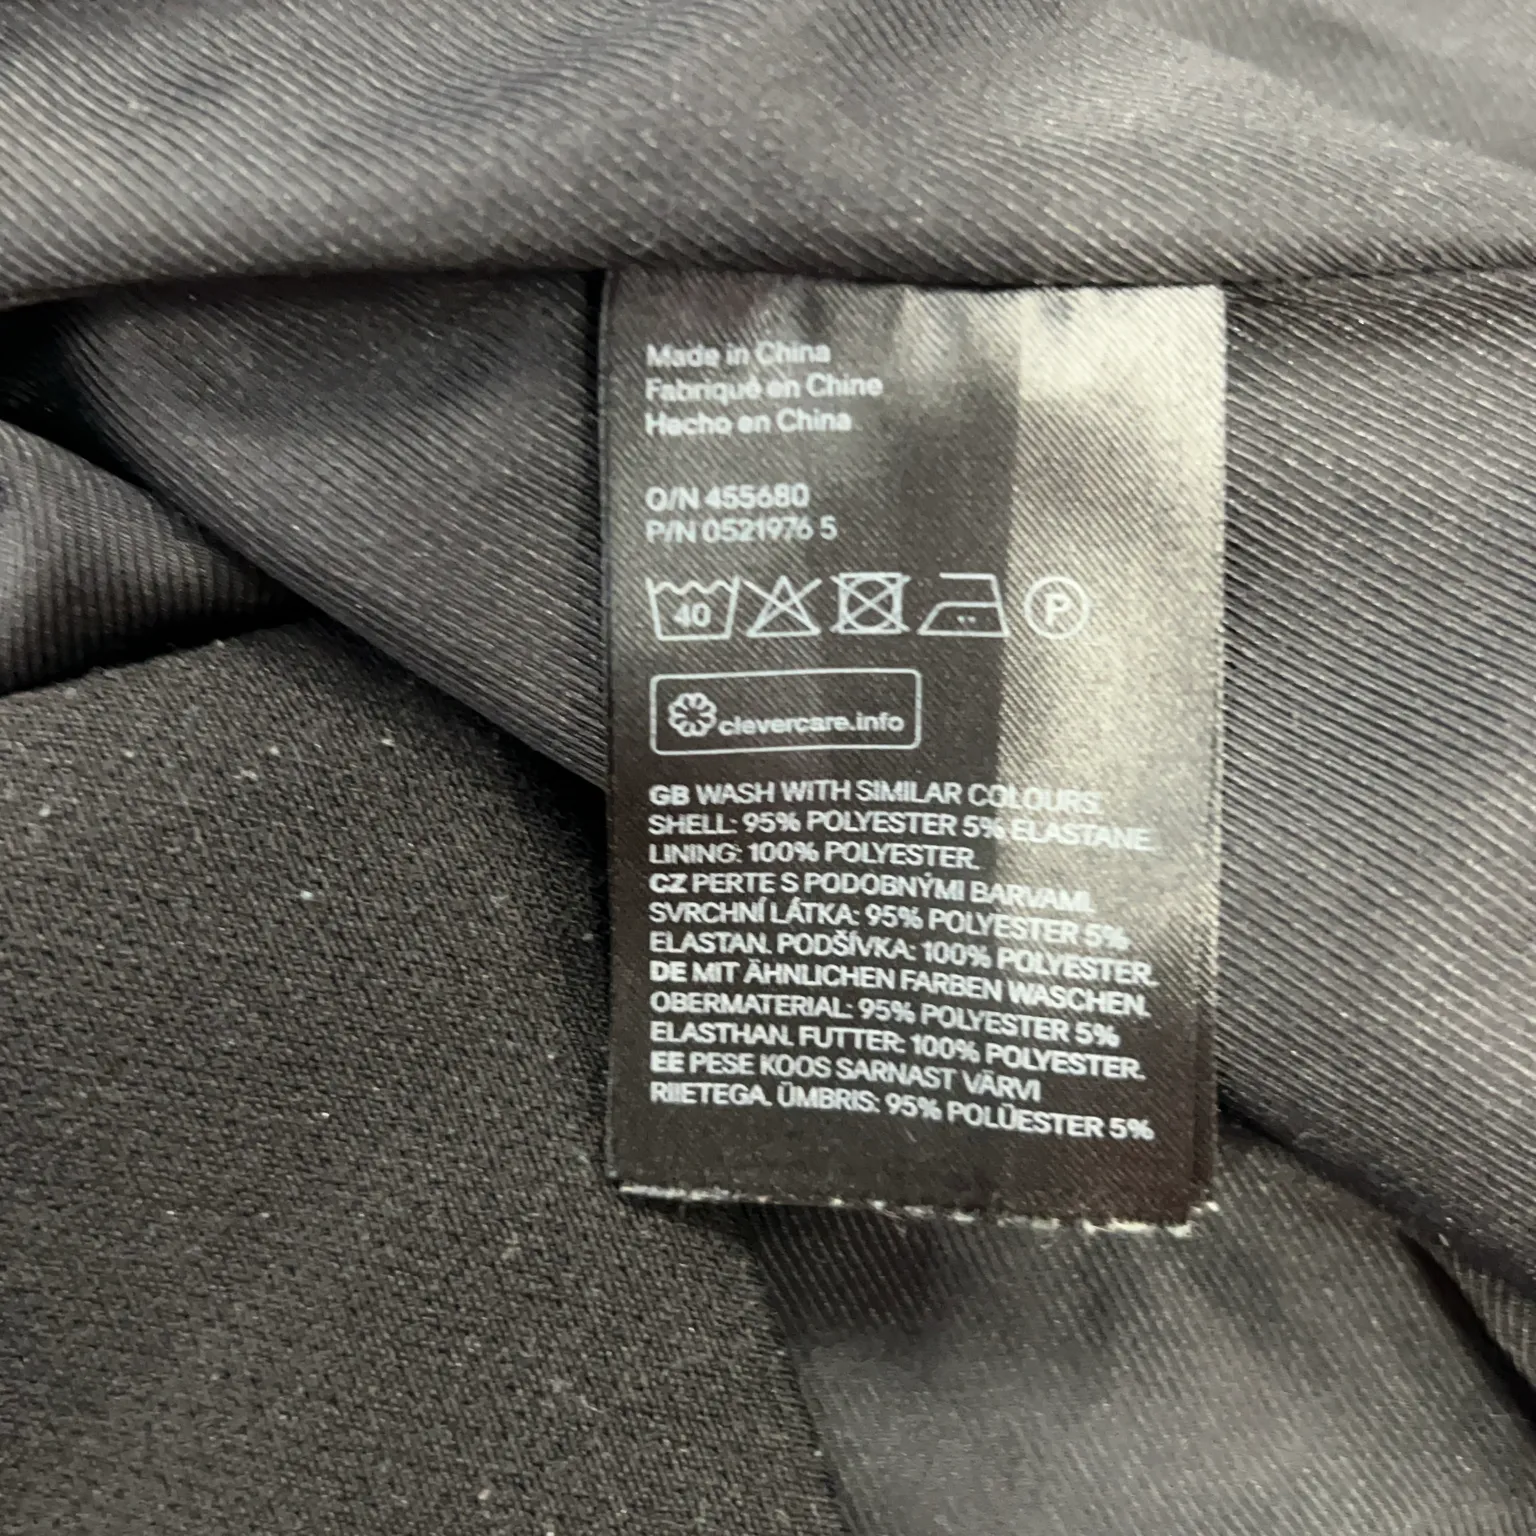 Made in China
Fabriqué en Chine
Hecho en China
O/N 455680
P/N 0521976 5
40 P
clevercare.info
GB WASH WITH SIMILAR COLOURS.
SHELL: 95% POLYESTER 5% ELASTANE.
LINING: 100% POLYESTER.
CZ PERTE S PODOBNÝMI BARVAMI.
SVRCHNÍ LÁTKA: 95% POLYESTER 5%
ELASTAN. PODŠÍVKA: 100% POLYESTER.
DE MIT ÄHNLICHEN FARBEN WASCHEN.
OBERMATERIAL: 95% POLYESTER 5%
ELASTHAN. FUTTER: 100% POLYESTER.
EE PESE KOOS SARNAST VÄRVI
RIIETEGA. ÜMBRIS: 95% POLÜESTER 5%